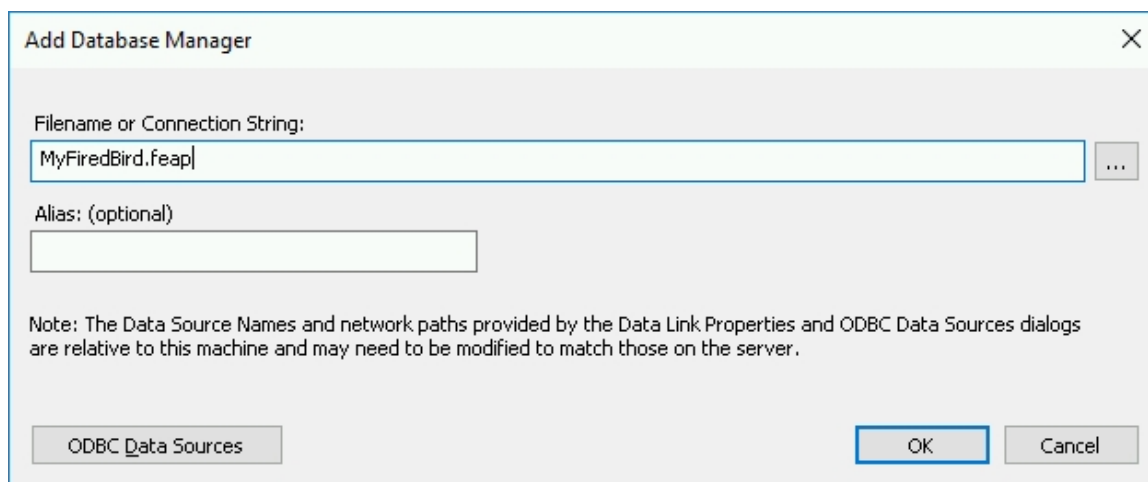 Add Database Manager
Filename or Connection String:
MyFiredBird.feap
...
Alias: (optional)
Note: The Data Source Names and network paths provided by the Data Link Properties and ODBC Data Sources dialogs
are relative to this machine and may need to be modified to match those on the server.
ODBC Data Sources
OK
Cancel